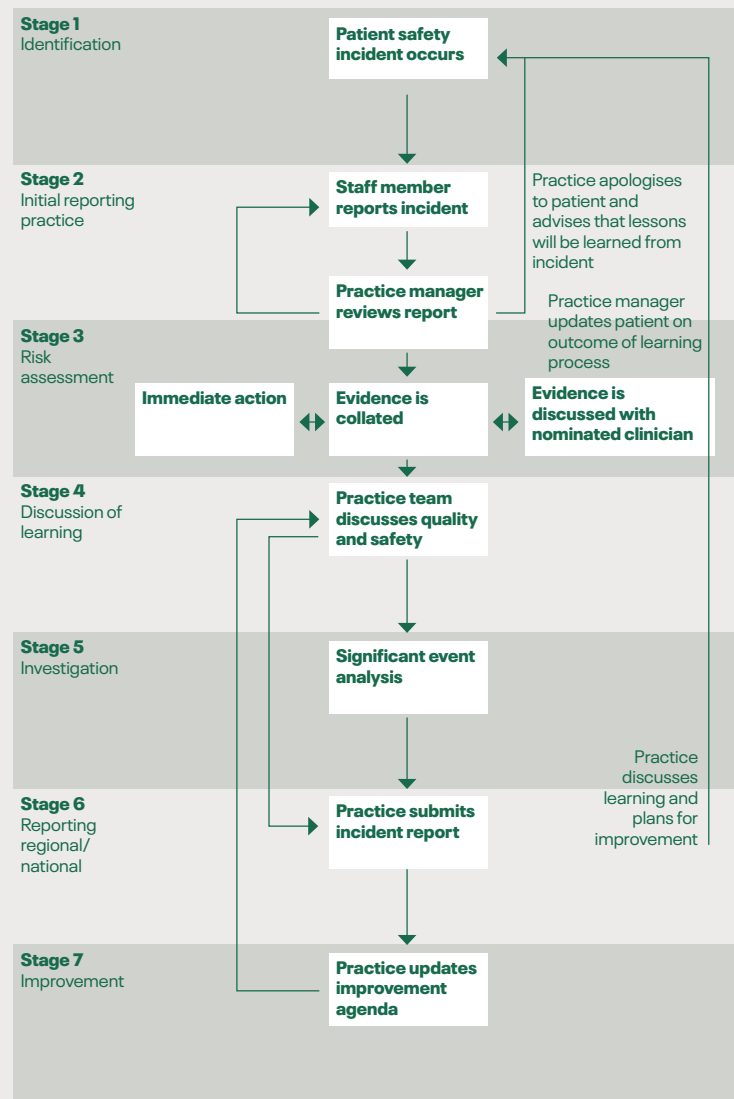 Stage 1
Identification
Patient safety
incident occurs
Stage 2
Initial reporting
practice
Staff member
reports incident
Practice apologises
to patient and
advises that lessons
will be learned from
incident
Practice manager
reviews report
Practice manager
updates patient on
outcome of learning
process
Stage 3
Risk
assessment
Immediate action
Evidence is
collated
Evidence is
discussed with
nominated clinician
Stage 4
Discussion of
learning
Practice team
discusses quality
and safety
Stage 5
Investigation
Significant event
analysis
Practice
discusses
learning and
plans for
improvement
Stage 6
Reporting
regional/
national
Practice submits
incident report
Stage 7
Improvement
Practice updates
improvement
agenda